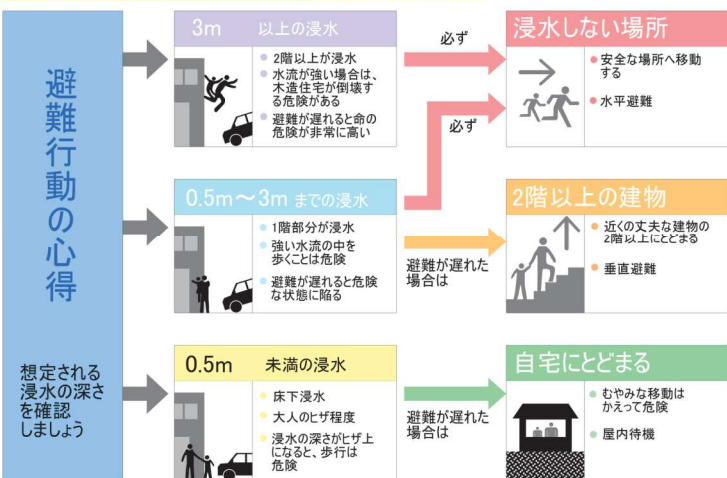 避難行動の心得
想定される
浸水の深さ
を確認
しましょう
3m 以上の浸水
2階以上が浸水
水流が強い場合は、
木造住宅が倒壊す
る危険がある
避難が遅れると命の
危険が非常に高い
必ず
浸水しない場所
安全な場所へ移動
する
水平避難
0.5m～3m までの浸水
1階部分が浸水
強い水流の中を
歩くことは危険
避難が遅れると危険
な状態に陥る
必ず
避難が遅れた
場合は
2階以上の建物
近くの丈夫な建物の
2階以上にとどまる
垂直避難
0.5m 未満の浸水
床下浸水
大人のヒザ程度
浸水の深さがヒザ上
になると、歩行は
危険
避難が遅れた
場合は
自宅にとどまる
むやみな移動は
かえって危険
屋内待機